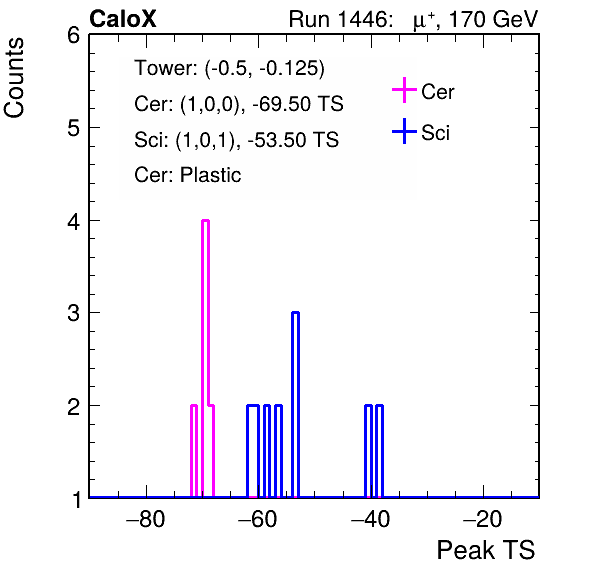 CaloX Run 1446: μ⁺, 170 GeV
Counts
Tower: (-0.5, -0.125)
Cer: (1,0,0), -69.50 TS
Sci: (1,0,1), -53.50 TS
Cer: Plastic
Cer
Sci
6
5
4
3
2
1
−80 −60 −40 −20
Peak TS